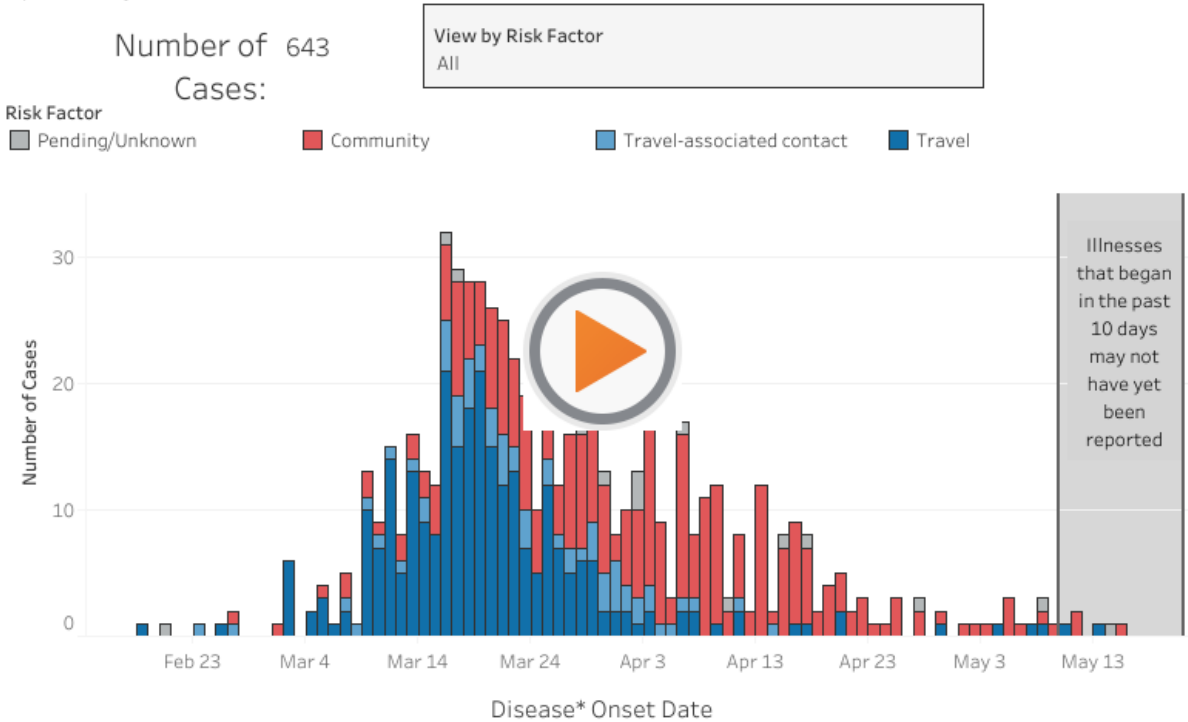 Number of 643
Cases:
View by Risk Factor
All
Risk Factor
Pending/Unknown
Community
Travel-associated contact
Travel
Number of Cases
30
20
10
0
Illnesses
that began
in the past
10 days
may not
have yet
been
reported
Feb 23
Mar 4
Mar 14
Mar 24
Apr 3
Apr 13
Apr 23
May 3
May 13
Disease* Onset Date